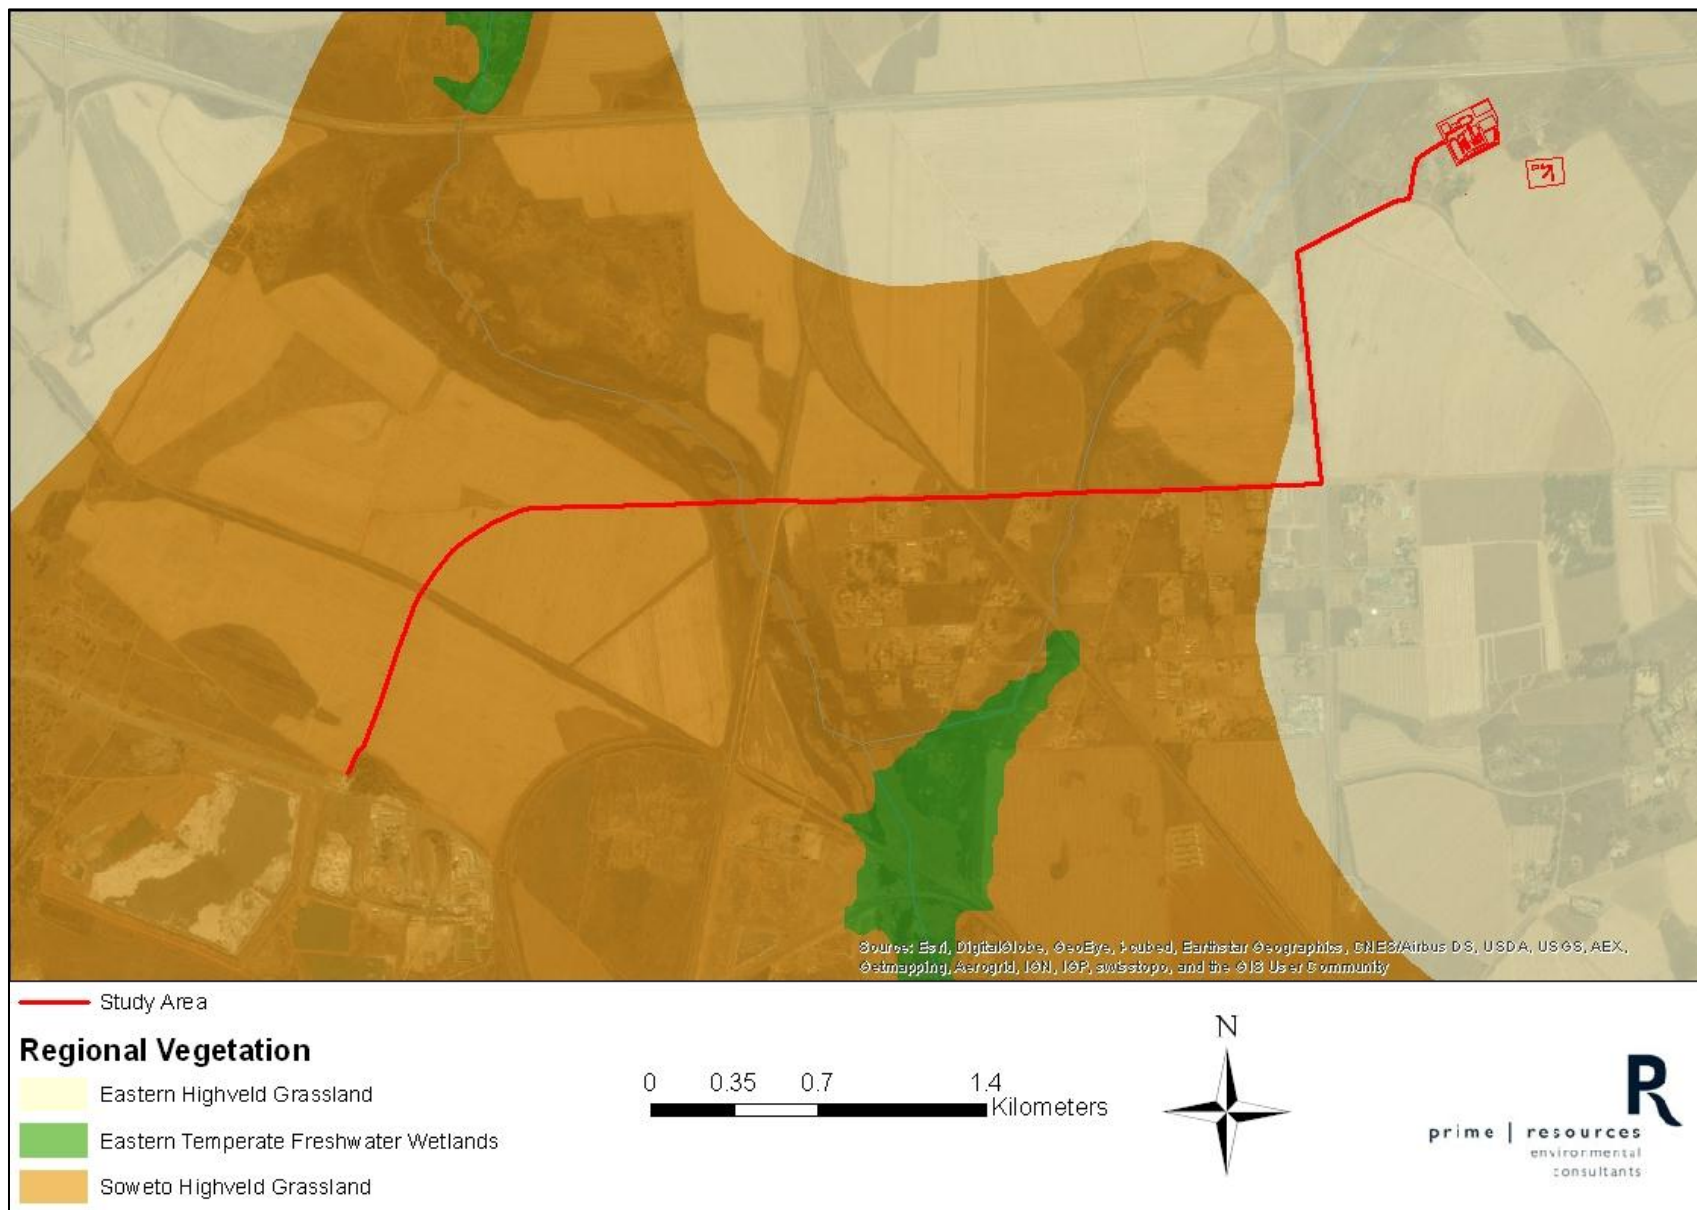 Source: Esri, DigitalGlobe, GeoEye, i-cubed, Earthstar Geographics, CNES/Airbus DS, USDA, USGS, AEX,
Getmapping, Aerogrid, IGN, IGP, swisstopo, and the GIS User Community
Study Area
Regional Vegetation
Eastern Highveld Grassland
Eastern Temperate Freshwater Wetlands
Soweto Highveld Grassland
0 0.35 0.7 1.4
Kilometers
N
R
prime | resources
environmental
consultants